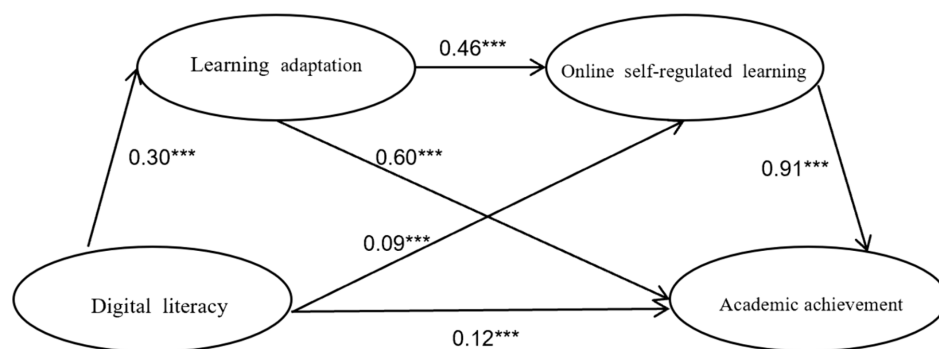 0.46***
Learning adaptation
Online self-regulated learning
0.30***
0.60***
0.91***
0.09***
Digital literacy
Academic achievement
0.12***